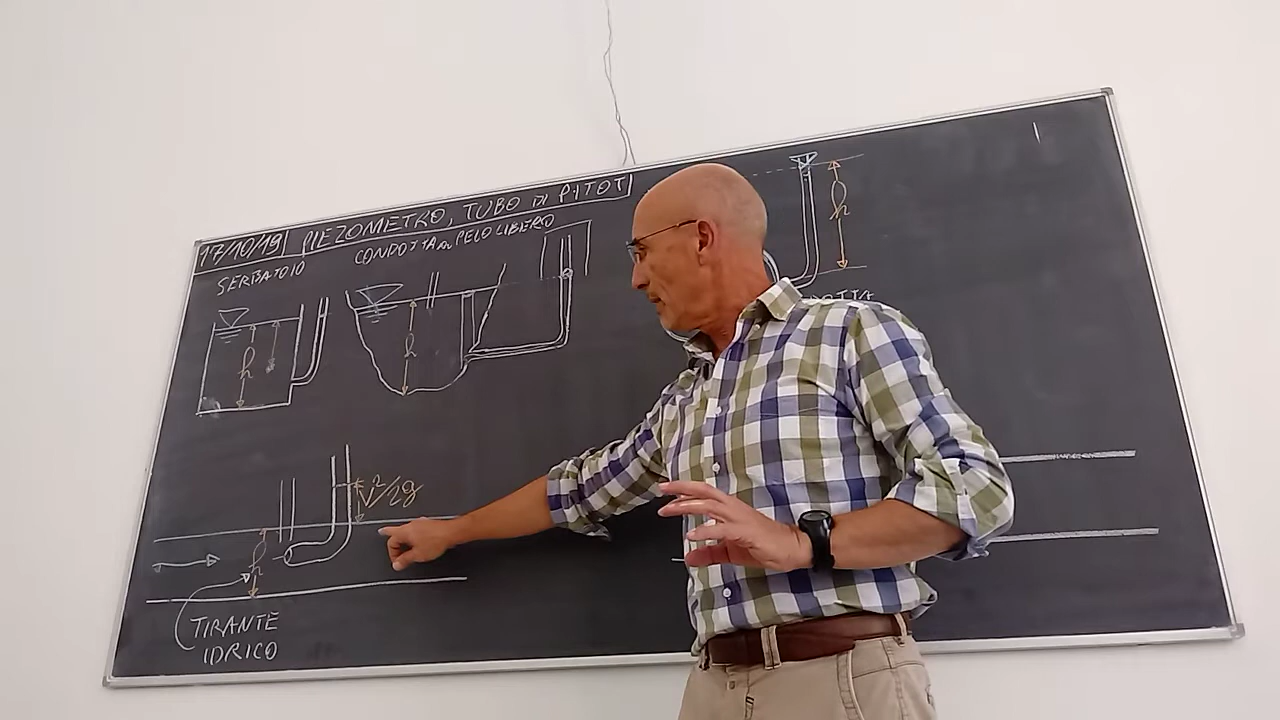 17/10/19 PIEZOMETRO, TUBO DI PITOT
SERBATOIO
CONDOTTA a PELO LIBERO
h
h
h
V²/2g
h
TIRANTE
IDRICO